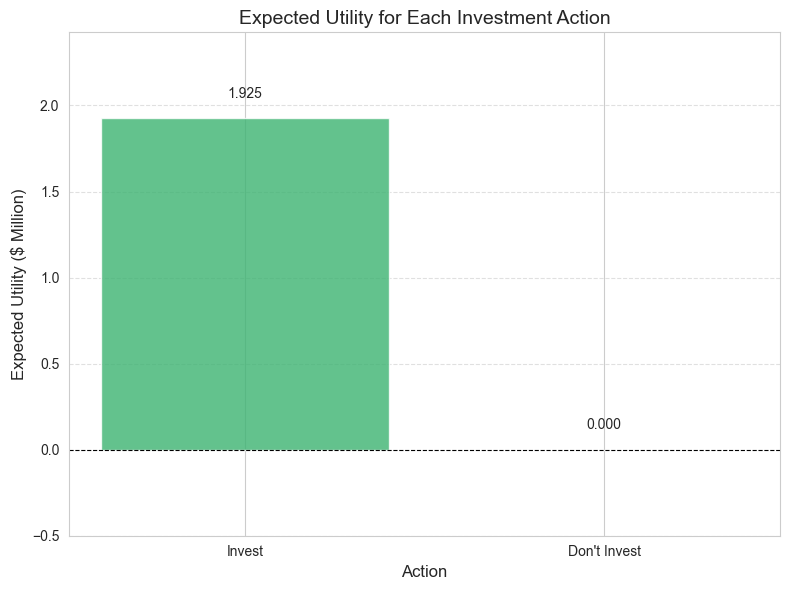 Expected Utility for Each Investment Action
Expected Utility ($ Million)
2.0
1.5
1.0
0.5
0.0
−0.5
1.925
0.000
Invest
Don't Invest
Action